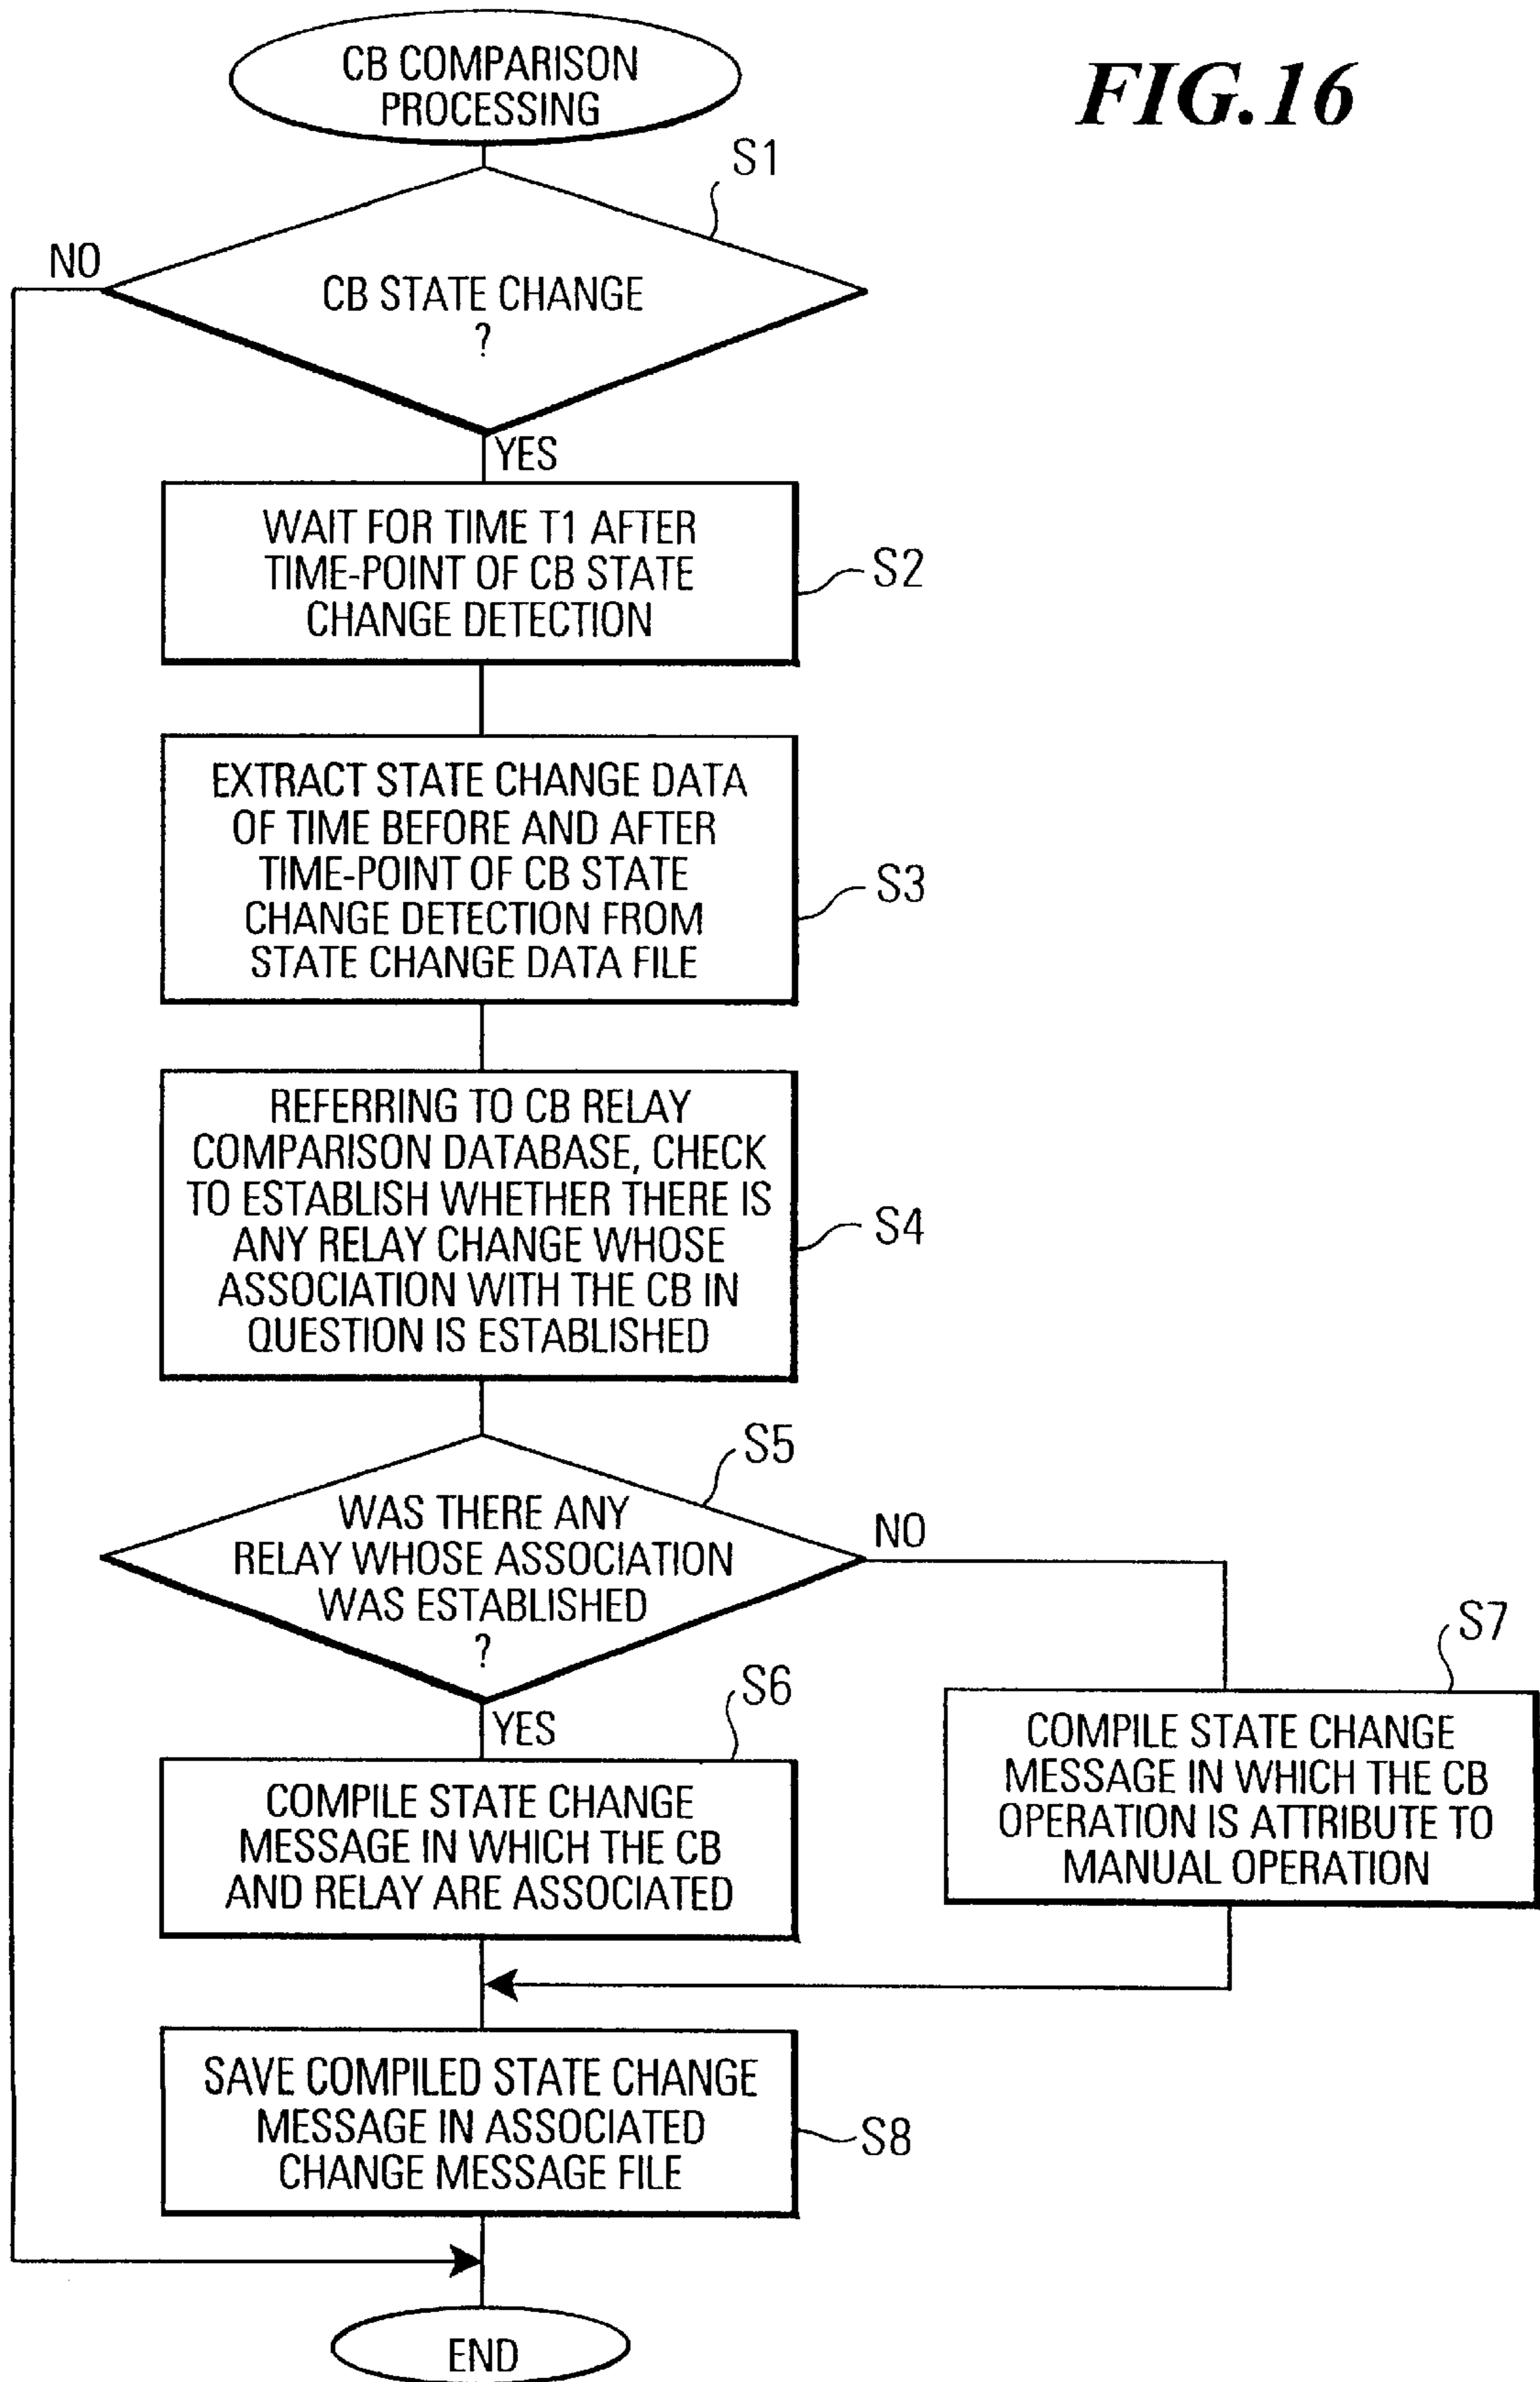 CB COMPARISON
PROCESSING
FIG.16
S1
NO
CB STATE CHANGE
?
YES
WAIT FOR TIME T1 AFTER
TIME-POINT OF CB STATE
CHANGE DETECTION
S2
EXTRACT STATE CHANGE DATA
OF TIME BEFORE AND AFTER
TIME-POINT OF CB STATE
CHANGE DETECTION FROM
STATE CHANGE DATA FILE
S3
REFERRING TO CB RELAY
COMPARISON DATABASE, CHECK
TO ESTABLISH WHETHER THERE IS
ANY RELAY CHANGE WHOSE
ASSOCIATION WITH THE CB IN
QUESTION IS ESTABLISHED
S4
S5
WAS THERE ANY
RELAY WHOSE ASSOCIATION
WAS ESTABLISHED
?
NO
YES
S6
COMPILE STATE CHANGE
MESSAGE IN WHICH THE CB
AND RELAY ARE ASSOCIATED
S7
COMPILE STATE CHANGE
MESSAGE IN WHICH THE CB
OPERATION IS ATTRIBUTE TO
MANUAL OPERATION
SAVE COMPILED STATE CHANGE
MESSAGE IN ASSOCIATED
CHANGE MESSAGE FILE
S8
END